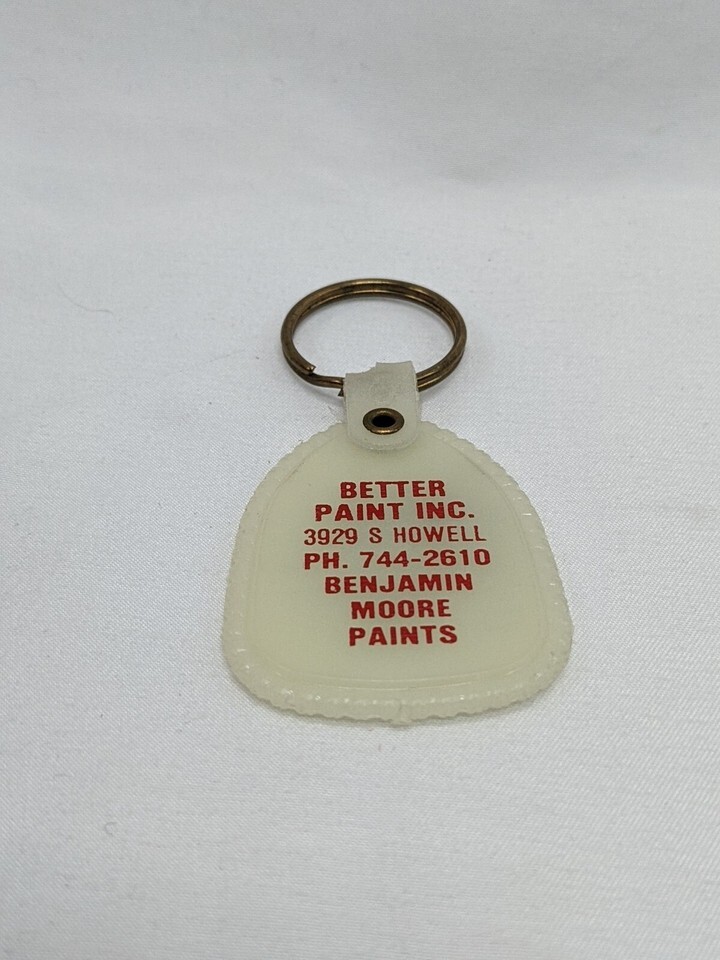 BETTER
PAINT INC.
3929 S HOWELL
PH. 744-2610
BENJAMIN
MOORE
PAINTS